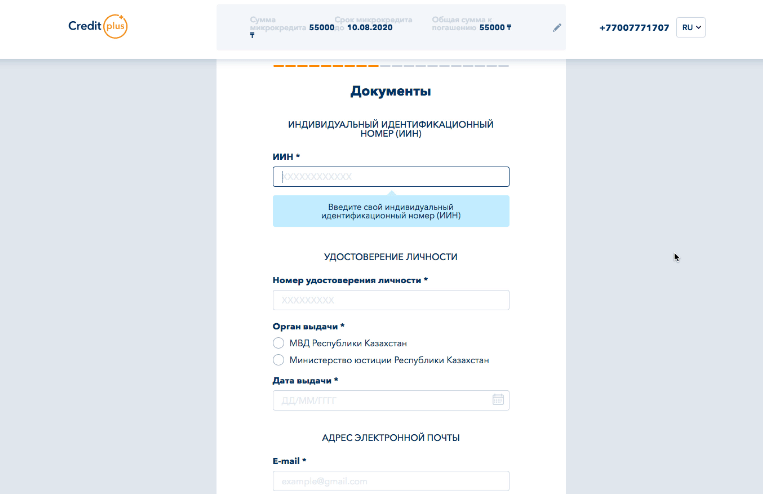 Credit plus
Сумма микрокредита 55000 ₸
Срок микрокредита до 10.08.2020
Общая сумма к погашению 55000 ₸
+77007771707
RU
Документы
ИНДИВИДУАЛЬНЫЙ ИДЕНТИФИКАЦИОННЫЙ
НОМЕР (ИИН)
ИИН *
XXXXXXXXXXXX
Введите свой индивидуальный
идентификационный номер (ИИН)
УДОСТОВЕРЕНИЕ ЛИЧНОСТИ
Номер удостоверения личности *
XXXXXXXXX
Орган выдачи *
МВД Республики Казахстан
Министерство юстиции Республики Казахстан
Дата выдачи *
ДД/ММ/ГГГГ
АДРЕС ЭЛЕКТРОННОЙ ПОЧТЫ
E-mail *
example@gmail.com